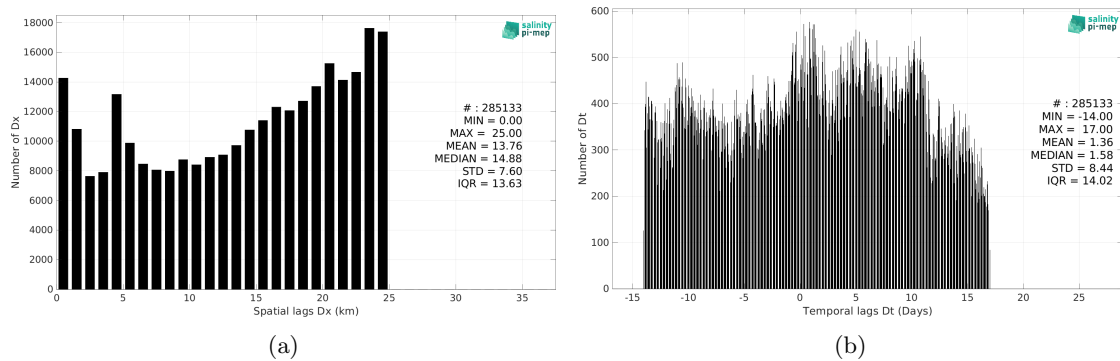 18000
16000
14000
12000
10000
8000
6000
4000
2000
0
Number of Dx
0 5 10 15 20 25 30 35
Spatial lags Dx (km)
salinity
pi-mep
# : 285133
MIN = 0.00
MAX = 25.00
MEAN = 13.76
MEDIAN = 14.88
STD = 7.60
IQR = 13.63
(a)
600
500
400
300
200
100
0
Number of Dt
-15 -10 -5 0 5 10 15 20 25
Temporal lags Dt (Days)
salinity
pi-mep
# : 285133
MIN = -14.00
MAX = 17.00
MEAN = 1.36
MEDIAN = 1.58
STD = 8.44
IQR = 14.02
(b)